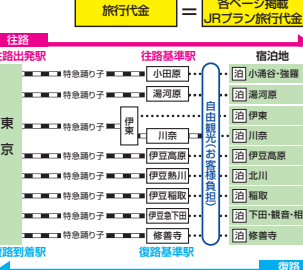 旅行代金 = 各ページ掲載
JRプラン旅行代金
往路
往路出発駅 往路基準駅 宿泊地
特急踊り子 小田原 泊 小涌谷・強羅
特急踊り子 湯河原 泊 湯河原
伊東 泊 伊東
特急踊り子 川奈 泊 川奈
特急踊り子 伊豆高原 泊 伊豆高原
特急踊り子 伊豆熱川 泊 北川
特急踊り子 伊豆稲取 泊 稲取
特急踊り子 伊豆急下田 泊 下田・観音・相
特急踊り子 修善寺 泊 修善寺
東京
自由観光(お客様負担)
復路到着駅 復路基準駅
復路